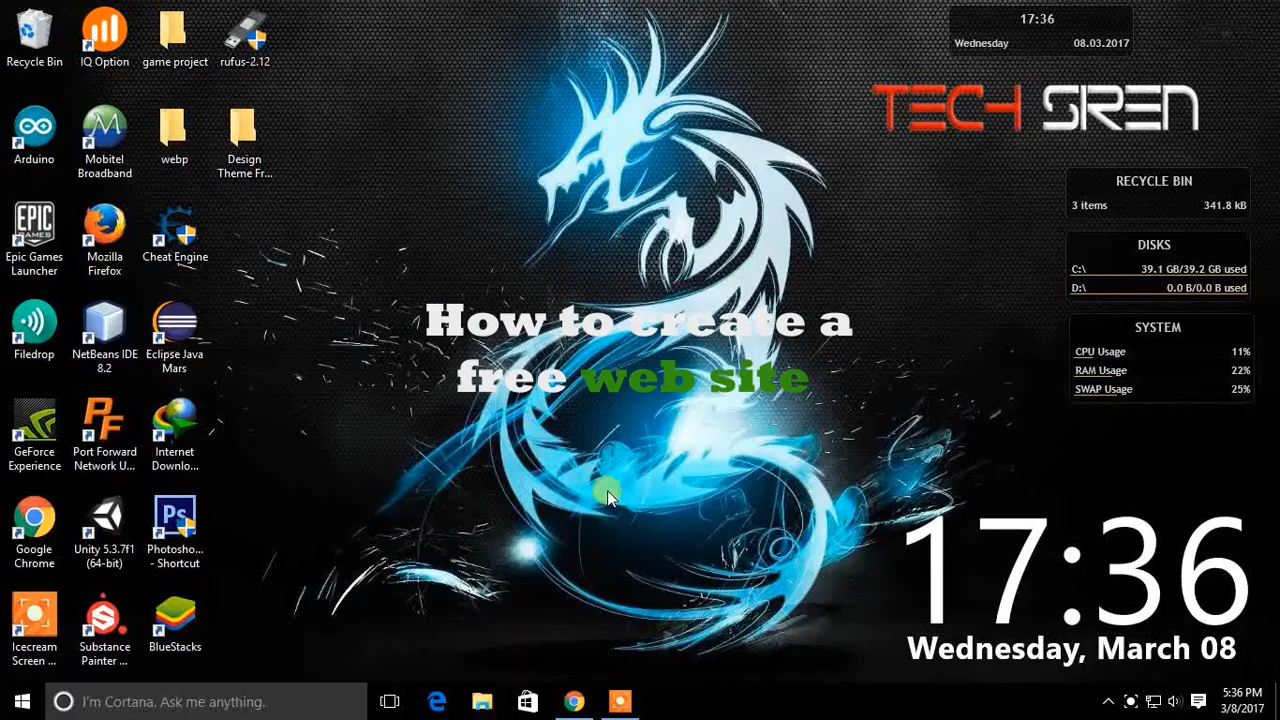 Recycle Bin
IQ Option
game project
rufus-2.12
Arduino
Mobitel
Broadband
webp
Design
Theme Fr...
EPIC
GAMES
Epic Games
Launcher
Mozilla
Firefox
Cheat Engine
Filedrop
NetBeans IDE
8.2
Eclipse Java
Mars
GeForce
Experience
PF
Port Forward
Network U...
Internet
Downlo...
Google
Chrome
Unity 5.3.7f1
(64-bit)
Ps
Photosho...
- Shortcut
Icecream
Screen ...
Substance
Painter ...
BlueStacks
How to create a
free web site
17:36
Wednesday 08.03.2017
TECH SIREN
RECYCLE BIN
3 items 341.8 kB
DISKS
C:\ 39.1 GB/39.2 GB used
D:\ 0.0 B/0.0 B used
SYSTEM
CPU Usage 11%
RAM Usage 22%
SWAP Usage 25%
17:36
Wednesday, March 08
I'm Cortana. Ask me anything.
5:36 PM
3/8/2017